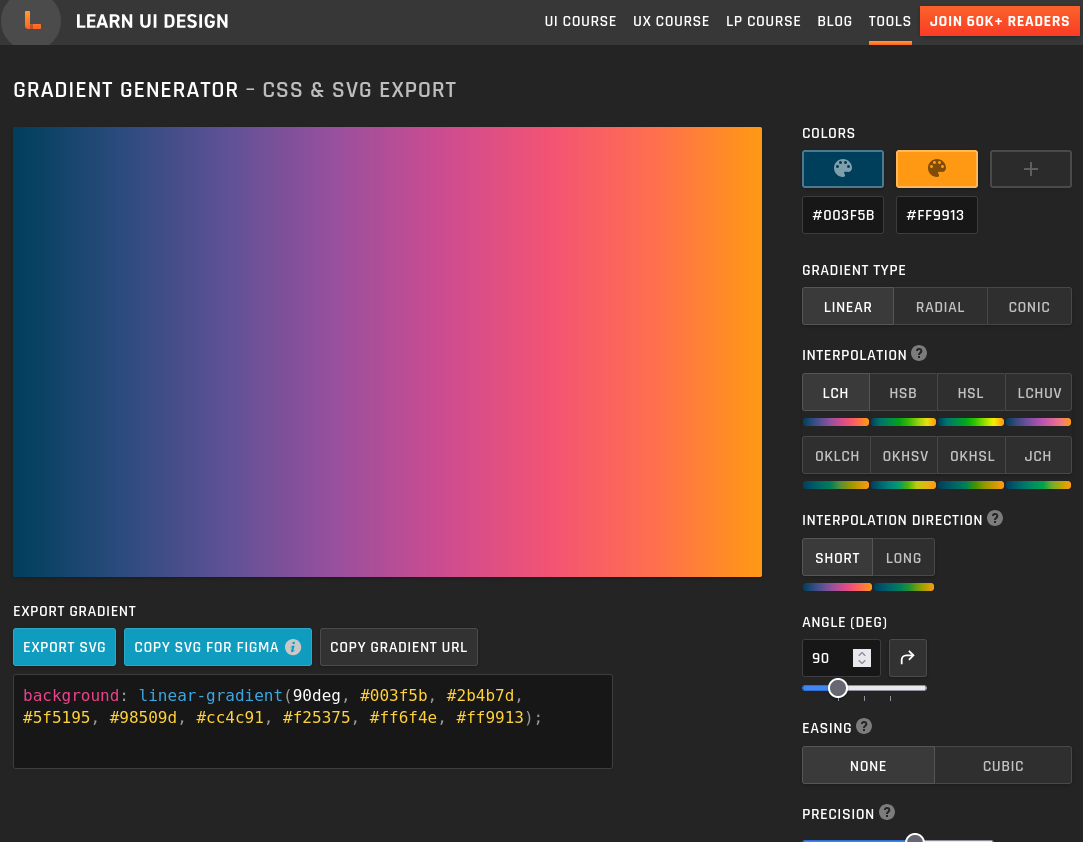 LEARN UI DESIGN
UI COURSE UX COURSE LP COURSE BLOG TOOLS JOIN 60K+ READERS
GRADIENT GENERATOR – CSS & SVG EXPORT
COLORS
#003F5B #FF9913
GRADIENT TYPE
LINEAR RADIAL CONIC
INTERPOLATION ?
LCH HSB HSL LCHUV
OKLCH OKHSV OKHSL JCH
INTERPOLATION DIRECTION ?
SHORT LONG
ANGLE (DEG)
90
EASING ?
NONE CUBIC
PRECISION ?
EXPORT GRADIENT
EXPORT SVG COPY SVG FOR FIGMA i COPY GRADIENT URL
background: linear-gradient(90deg, #003f5b, #2b4b7d,
#5f5195, #98509d, #cc4c91, #f25375, #ff6f4e, #ff9913);